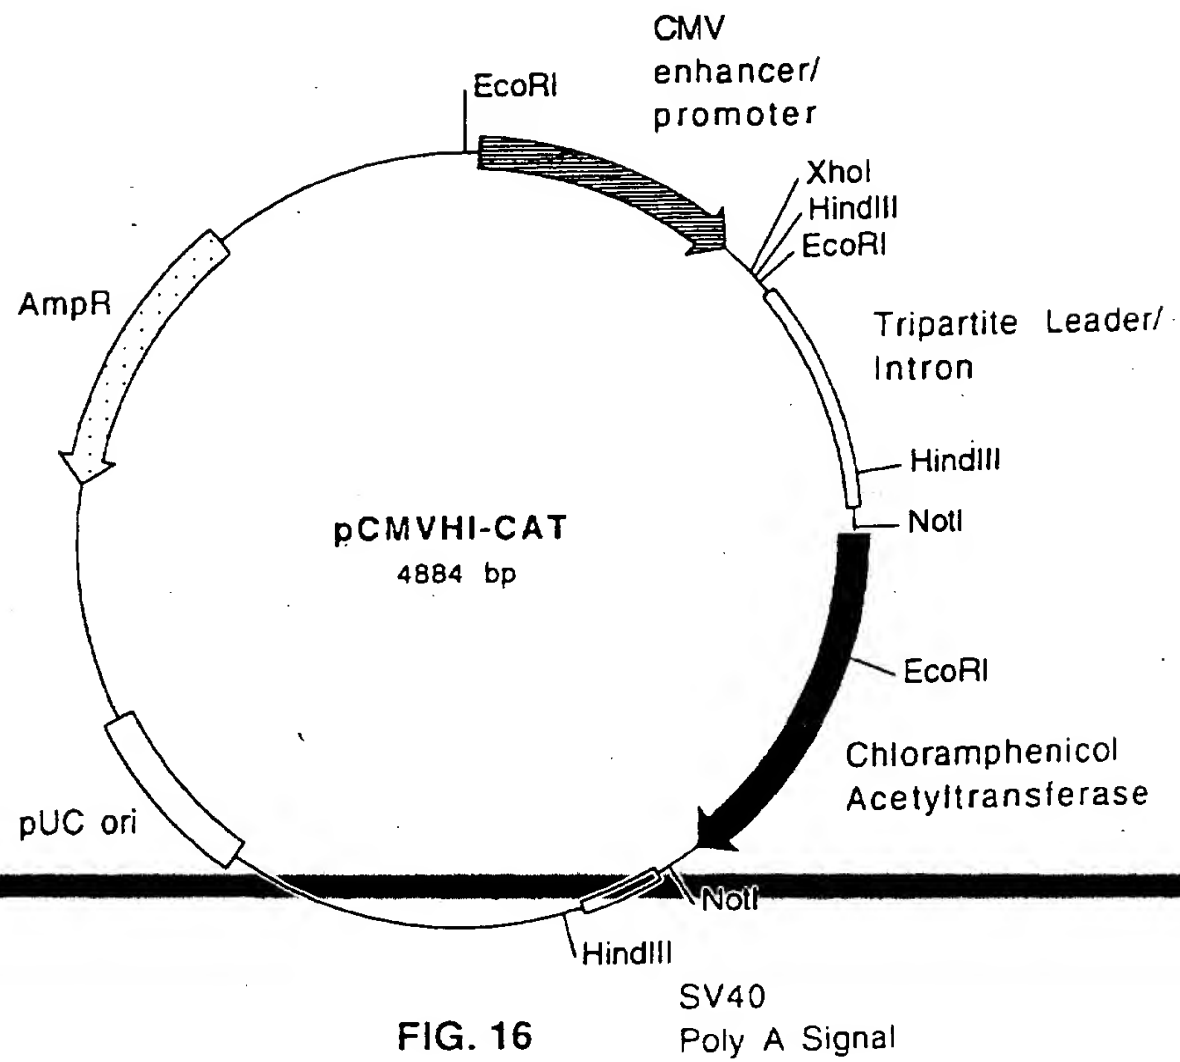 CMV
enhancer/
promoter
EcoRI
XhoI
HindIII
EcoRI
AmpR
Tripartite Leader/
Intron
HindIII
NotI
pCMVHI-CAT
4884 bp
EcoRI
Chloramphenicol
Acetyltransferase
pUC ori
NotI
HindIII
SV40
Poly A Signal
FIG. 16